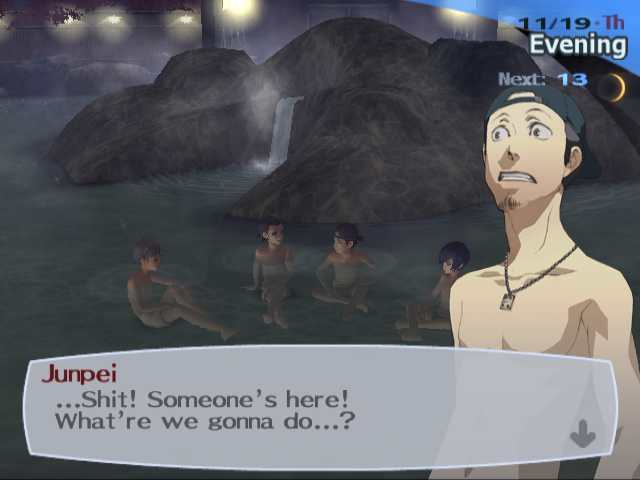 11/19 · Th
Evening
Next: 13
Junpei
...Shit! Someone's here!
What're we gonna do...?